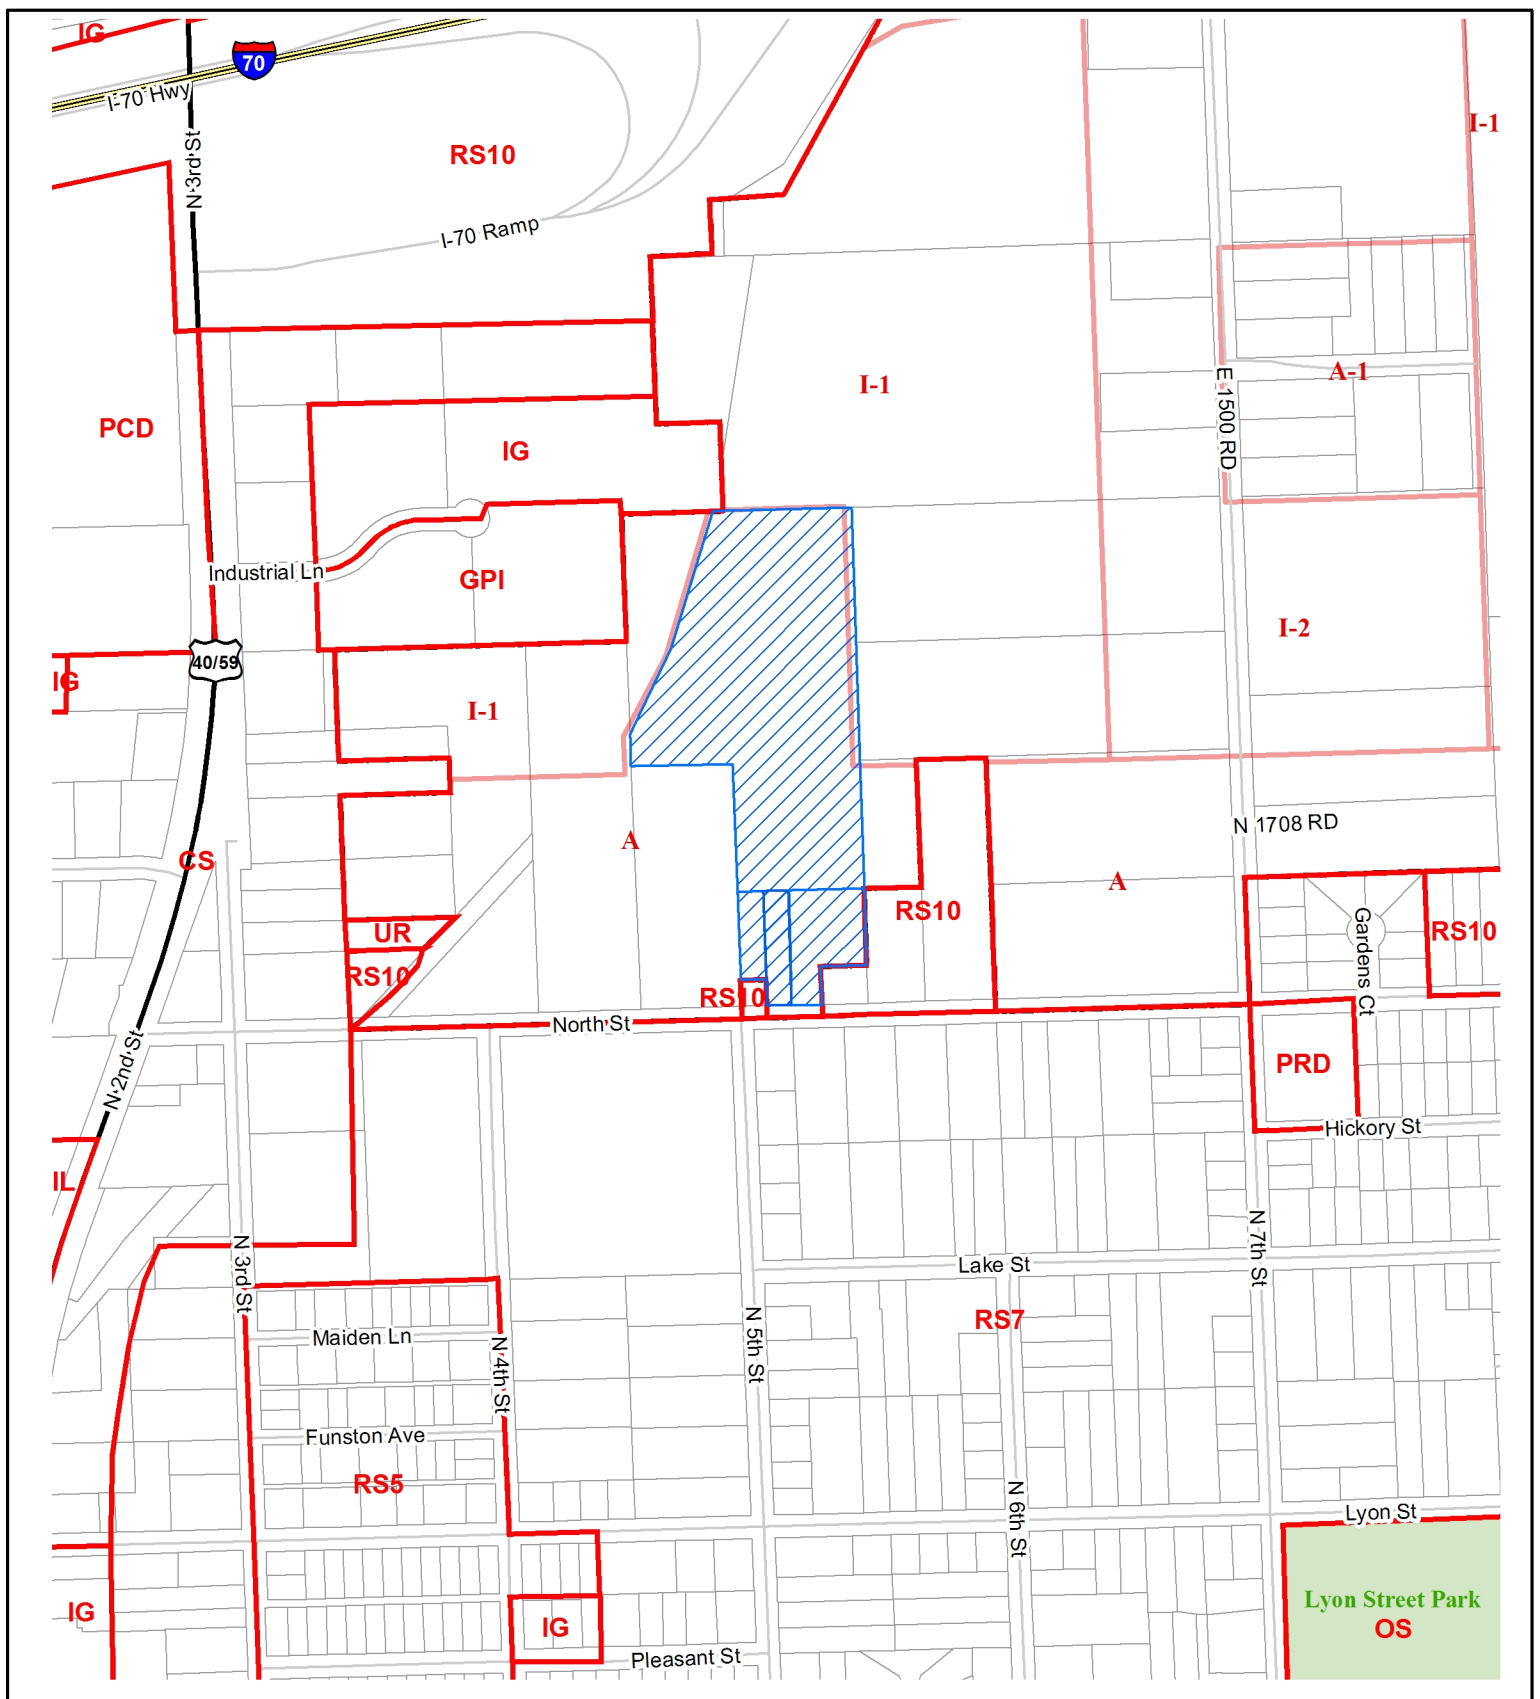 IG
70
I-70 Hwy
I-1
N 3rd St
RS10
I-70 Ramp
A-1
I-1
E 1500 RD
PCD
IG
Industrial Ln
GPI
I-2
40/59
IG
I-1
N 1708 RD
A
CS
A
RS10
UR
RS10
Gardens Ct
RS10
RS10
North St
PRD
N 2nd St
Hickory St
IL
N 3rd St
N 7th St
Lake St
RS7
Maiden Ln
N 4th St
N 5th St
Funston Ave
RS5
N 6th St
Lyon St
Lyon Street Park
OS
IG
IG
Pleasant St